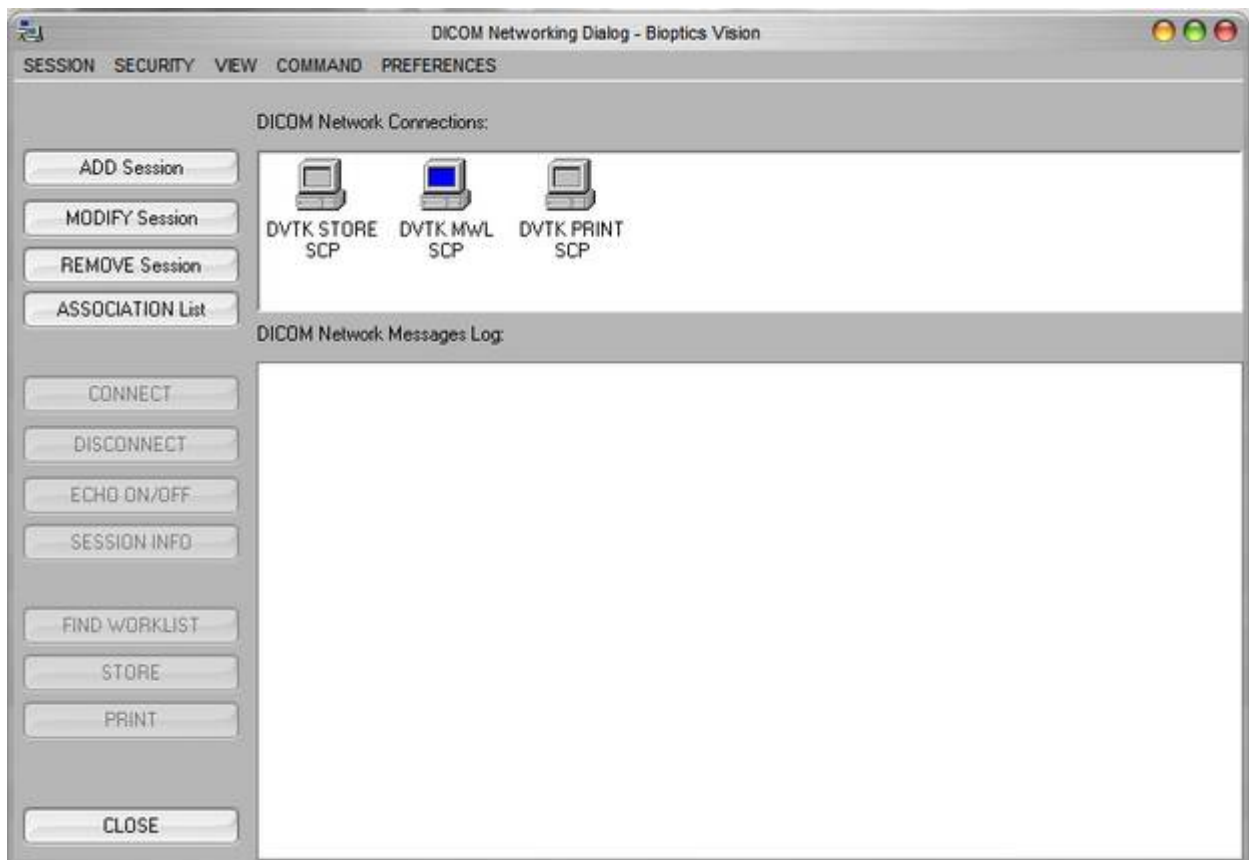 DICOM Networking Dialog - Bioptics Vision
SESSION SECURITY VIEW COMMAND PREFERENCES
DICOM Network Connections:
ADD Session
MODIFY Session
REMOVE Session
ASSOCIATION List
DVTK STORE SCP
DVTK MWL SCP
DVTK PRINT SCP
DICOM Network Messages Log:
CONNECT
DISCONNECT
ECHO ON/OFF
SESSION INFO
FIND WORKLIST
STORE
PRINT
CLOSE